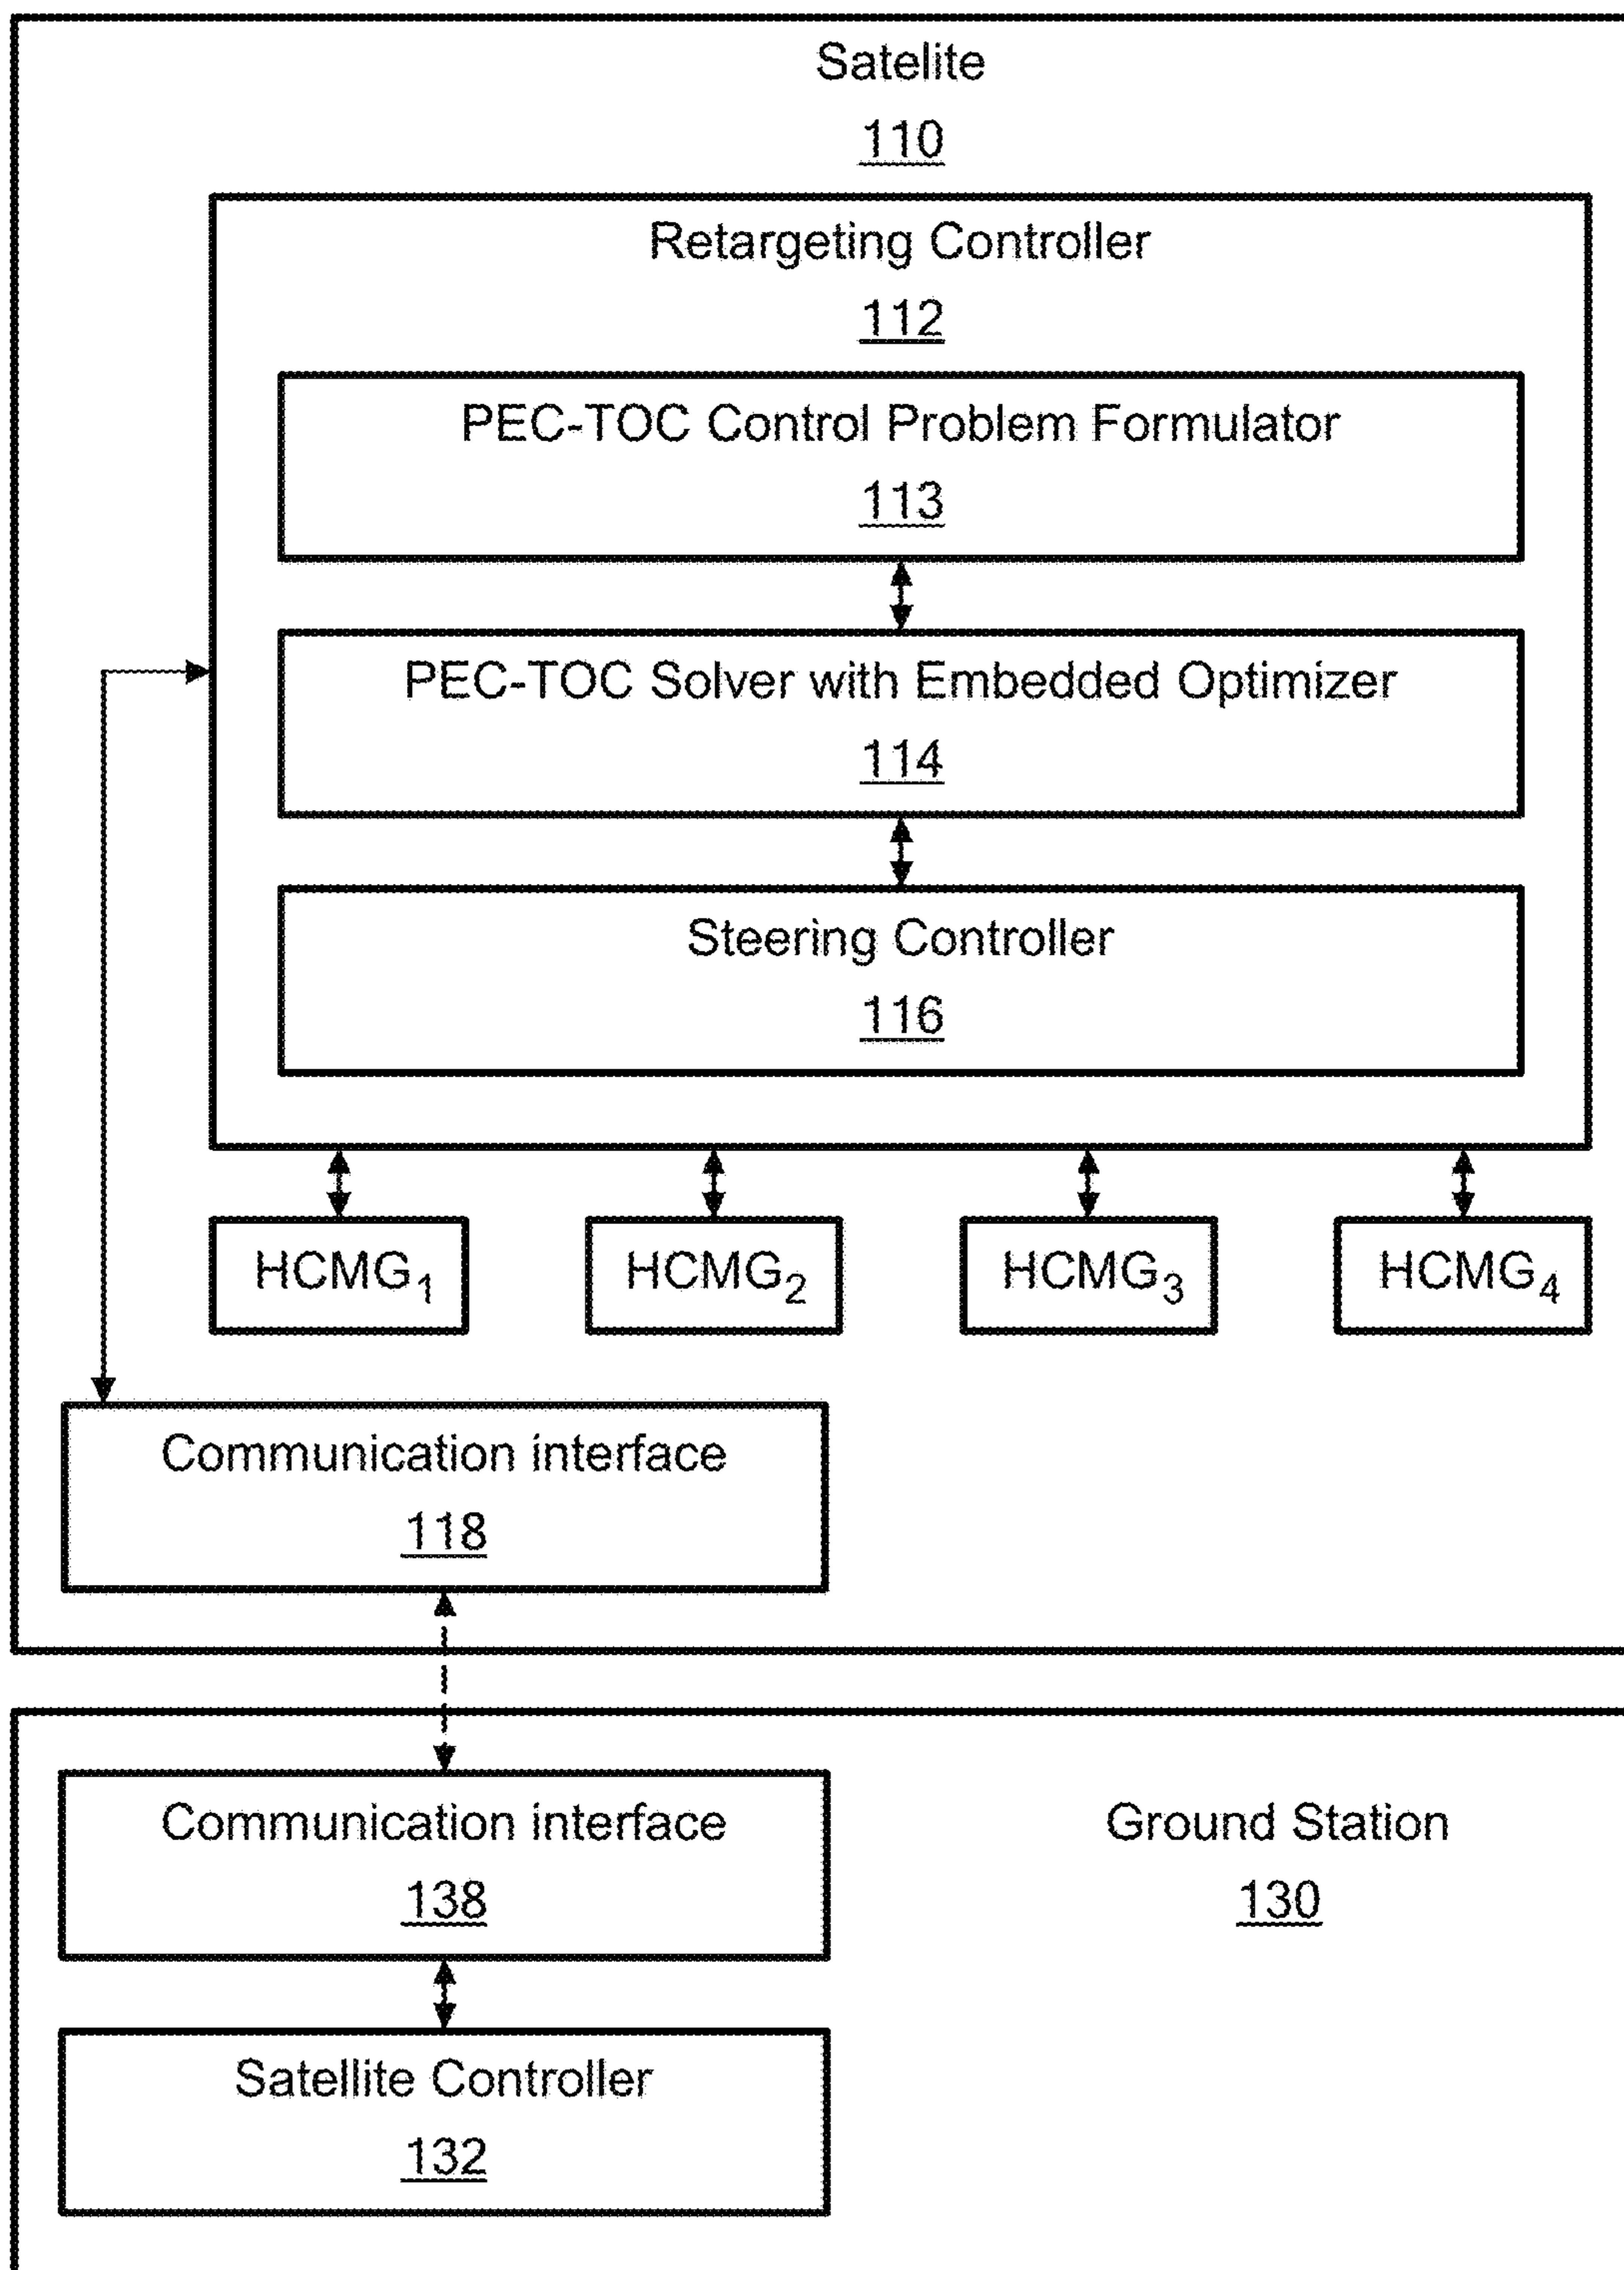 Satelite
110
Retargeting Controller
112
PEC-TOC Control Problem Formulator
113
PEC-TOC Solver with Embedded Optimizer
114
Steering Controller
116
HCMG₁ HCMG₂ HCMG₃ HCMG₄
Communication interface
118
Communication interface
138
Ground Station
130
Satellite Controller
132